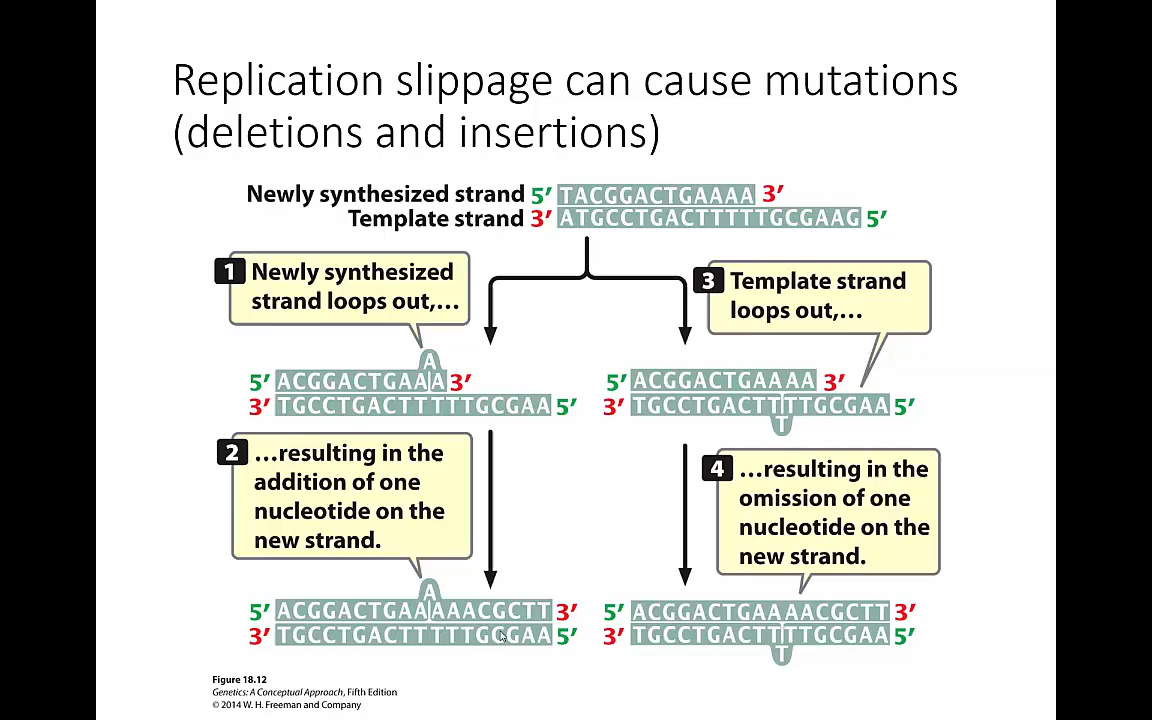 Replication slippage can cause mutations
(deletions and insertions)
Newly synthesized strand 5′ TACGGACTGAAAA 3′
Template strand 3′ ATGCCTGACTTTTTGCGAAG 5′
1 Newly synthesized
strand loops out,...
3 Template strand
loops out,...
A
5′ ACGGACTGAAA 3′
3′ TGCCTGACTTTTTGCGAA 5′
5′ ACGGACTGAAAA 3′
3′ TGCCTGACTTTTGCGAA 5′
T
2 ...resulting in the
addition of one
nucleotide on the
new strand.
4 ...resulting in the
omission of one
nucleotide on the
new strand.
A
5′ ACGGACTGAAAAACGCTT 3′
3′ TGCCTGACTTTTTGCGAA 5′
5′ ACGGACTGAAAACGCTT 3′
3′ TGCCTGACTTTTGCGAA 5′
T
Figure 18.12
Genetics: A Conceptual Approach, Fifth Edition
© 2014 W. H. Freeman and Company